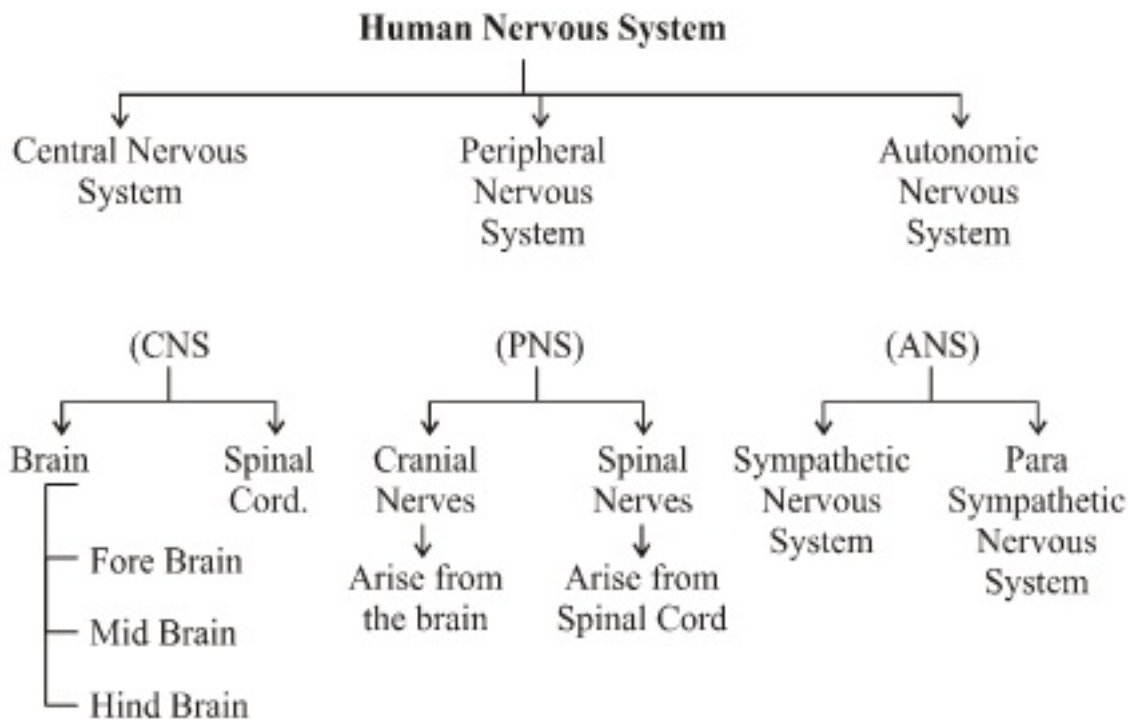 Human Nervous System
Central Nervous
System
Peripheral
Nervous
System
Autonomic
Nervous
System
(CNS
(PNS)
(ANS)
Brain
Spinal
Cord.
Cranial
Nerves
Spinal
Nerves
Sympathetic
Nervous
System
Para
Sympathetic
Nervous
System
Fore Brain
Mid Brain
Hind Brain
Arise from
the brain
Arise from
Spinal Cord